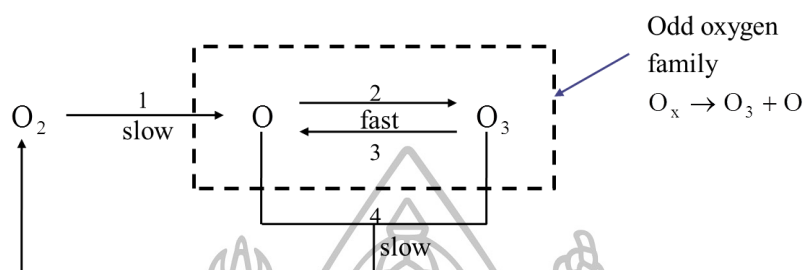 Odd oxygen
family
Oₓ → O₃ + O
O₂
1
slow
O
2
fast
3
O₃
4
slow